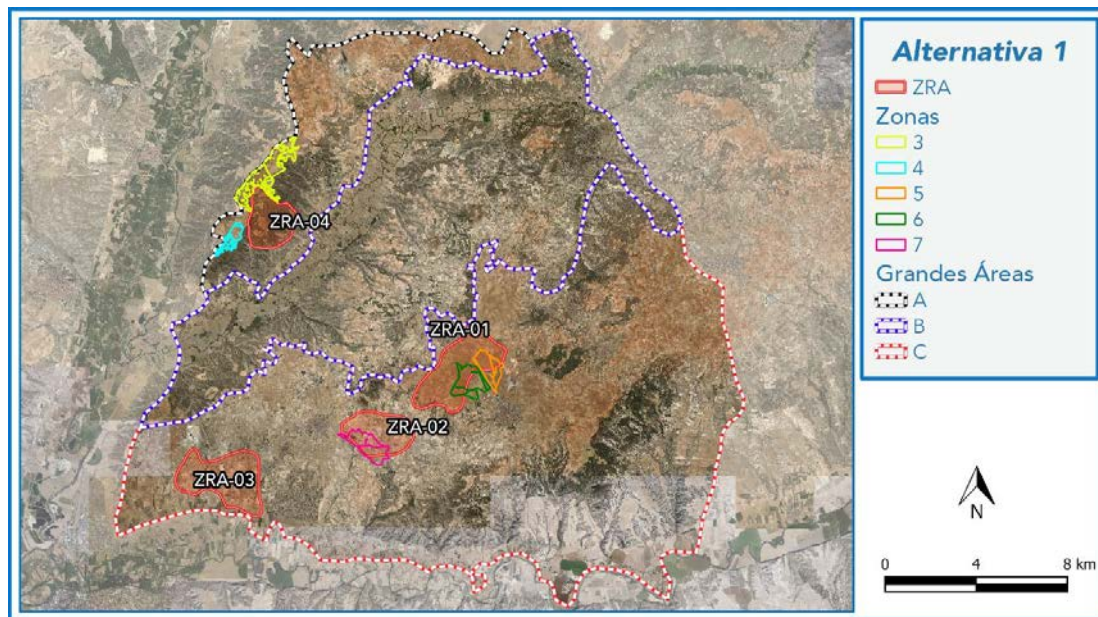 ZRA-04
ZRA-01
ZRA-02
ZRA-03
Alternativa 1
ZRA
Zonas
3
4
5
6
7
Grandes Áreas
A
B
C
N
0 4 8 km